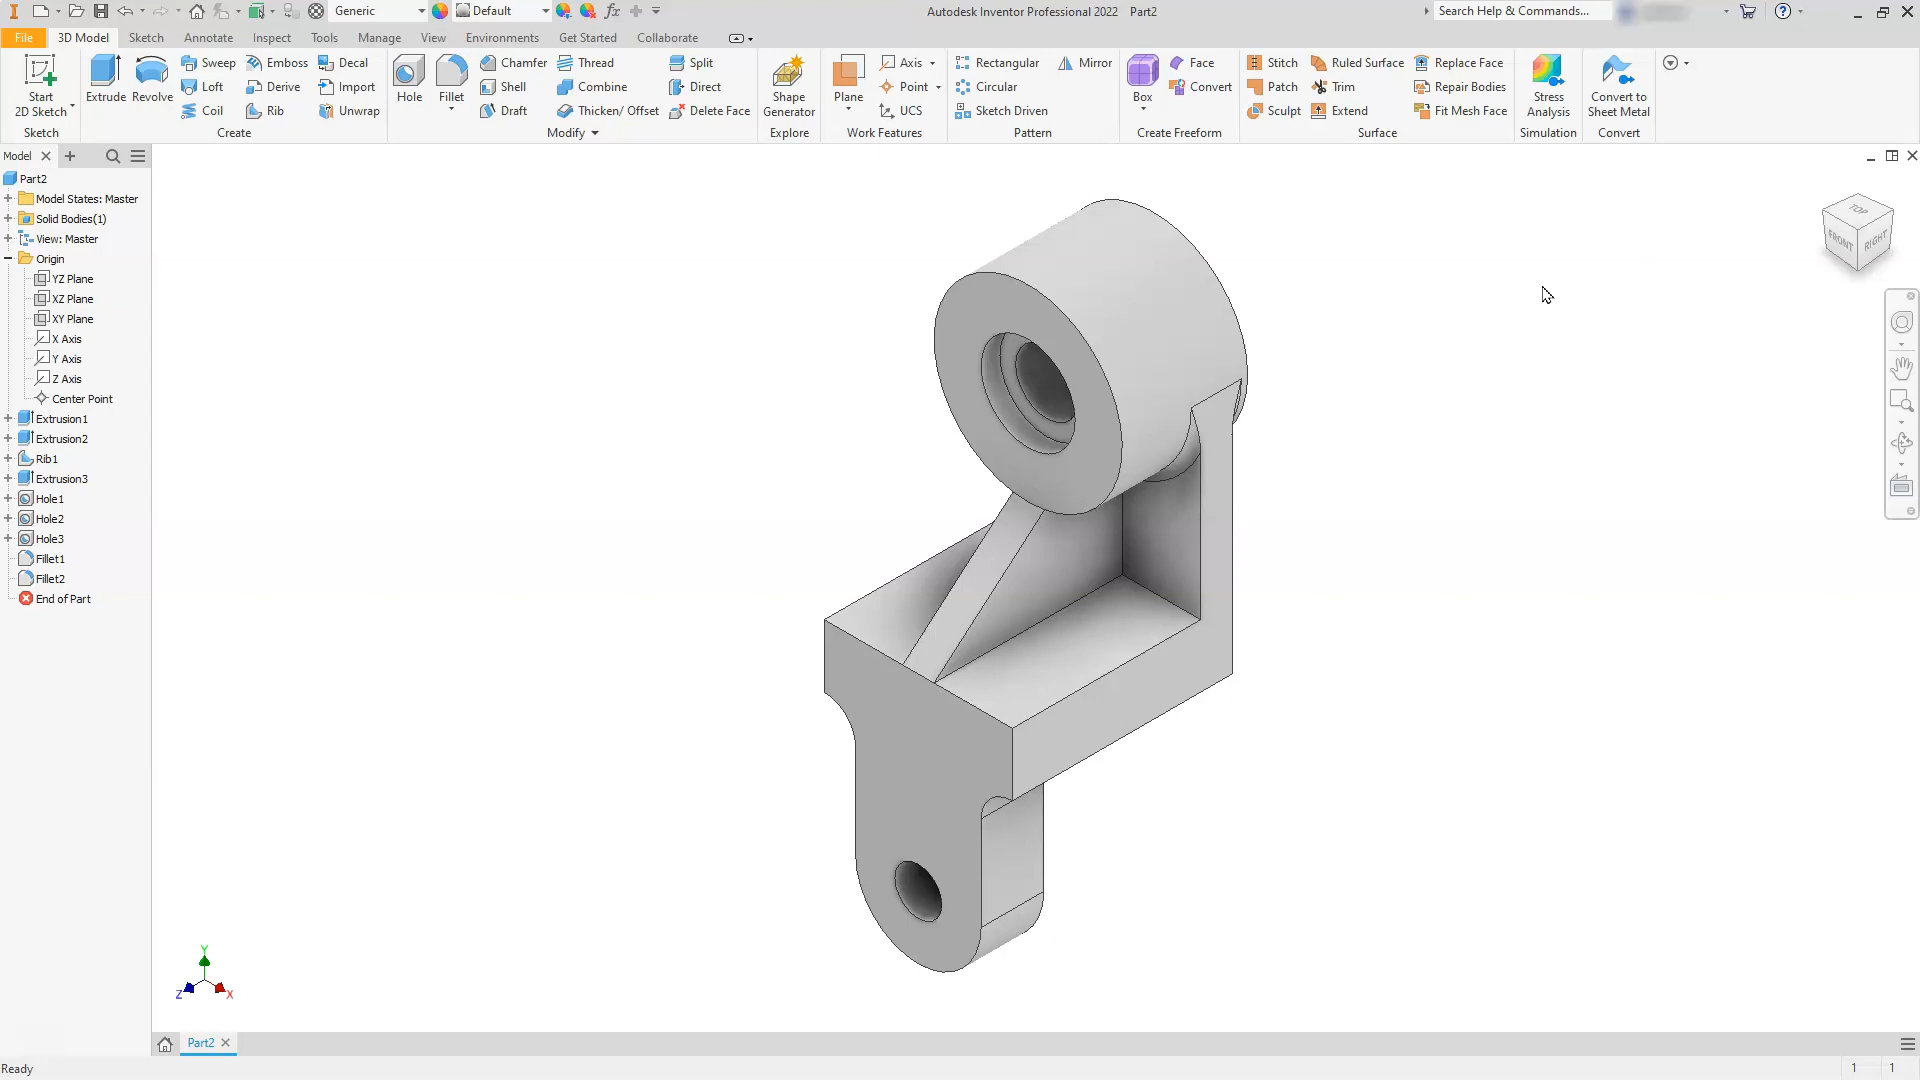 Generic
Default
fx
Autodesk Inventor Professional 2022 Part2
Search Help & Commands...
File 3D Model Sketch Annotate Inspect Tools Manage View Environments Get Started Collaborate
Start
2D Sketch
Sketch
Extrude
Revolve
Sweep
Loft
Coil
Emboss
Derive
Rib
Decal
Import
Unwrap
Create
Hole
Fillet
Chamfer
Shell
Draft
Thread
Combine
Thicken/ Offset
Split
Direct
Delete Face
Modify
Shape
Generator
Explore
Plane
Axis
Point
UCS
Work Features
Rectangular
Circular
Sketch Driven
Mirror
Pattern
Box
Face
Convert
Create Freeform
Stitch
Patch
Sculpt
Ruled Surface
Trim
Extend
Replace Face
Repair Bodies
Fit Mesh Face
Surface
Stress
Analysis
Simulation
Convert to
Sheet Metal
Convert
Model
Part2
Model States: Master
Solid Bodies(1)
View: Master
Origin
YZ Plane
XZ Plane
XY Plane
X Axis
Y Axis
Z Axis
Center Point
Extrusion1
Extrusion2
Rib1
Extrusion3
Hole1
Hole2
Hole3
Fillet1
Fillet2
End of Part
TOP
FRONT
RIGHT
Y
Z
X
Part2
Ready
1 1